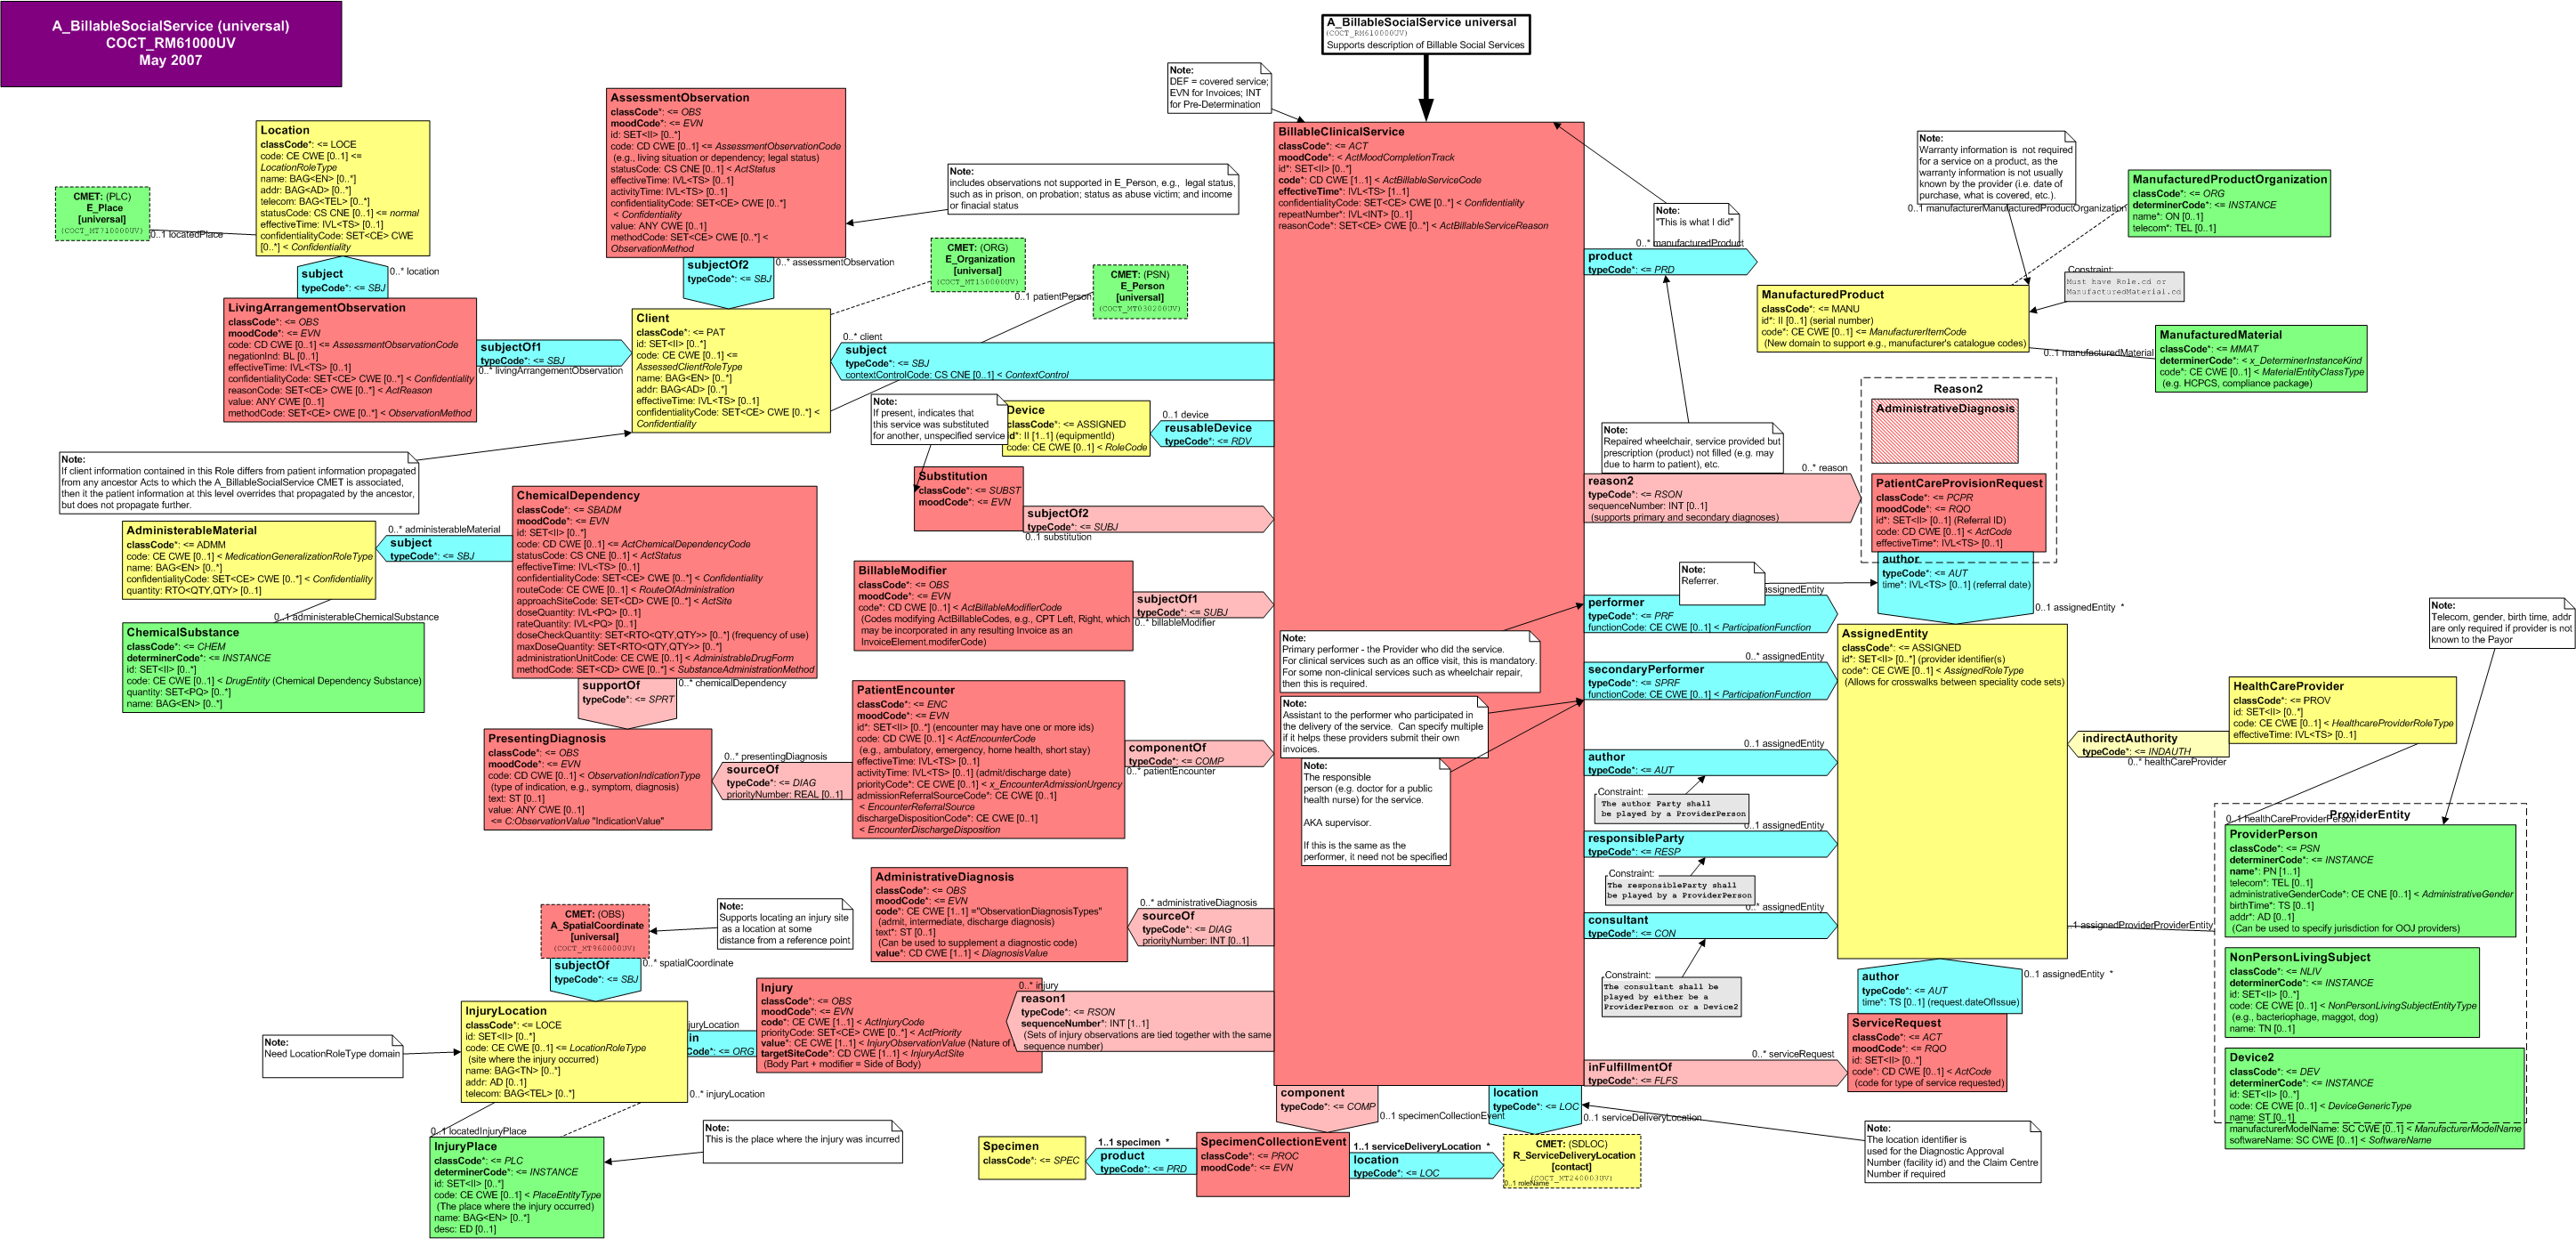 A_BillableSocialService (universal)
COCT_RM61000UV
May 2007
A_BillableSocialService universal
(COCT_RM610000UV)
Supports description of Billable Social Services
Note:
DEF = covered service;
EVN for Invoices; INT
for Pre-Determination
Location
classCode*: <= LOCE
code: CE CWE [0..1] <=
LocationRoleType
name: BAG<EN> [0..*]
addr: BAG<AD> [0..*]
telecom: BAG<TEL> [0..*]
statusCode: CS CNE [0..1] <= normal
effectiveTime: IVL<TS> [0..1]
confidentialityCode: SET<CE> CWE
[0..*] < Confidentiality
CMET: (PLC)
E_Place
[universal]
(COCT_MT710000UV)
0..1 locatedPlace
subject
typeCode*: <= SBJ
0..* location
LivingArrangementObservation
classCode*: <= OBS
moodCode*: <= EVN
code: CD CWE [0..1] <= AssessmentObservationCode
negationInd: BL [0..1]
effectiveTime: IVL<TS> [0..1]
confidentialityCode: SET<CE> CWE [0..*] < Confidentiality
reasonCode: SET<CE> CWE [0..*] < ActReason
value: ANY CWE [0..1]
methodCode: SET<CE> CWE [0..*] < ObservationMethod
subjectOf1
typeCode*: <= SBJ
0..* livingArrangementObservation
AssessmentObservation
classCode*: <= OBS
moodCode*: <= EVN
id: SET<II> [0..*]
code: CD CWE [0..1] <= AssessmentObservationCode
(e.g., living situation or dependency; legal status)
statusCode: CS CNE [0..1] < ActStatus
effectiveTime: IVL<TS> [0..1]
activityTime: IVL<TS> [0..1]
confidentialityCode: SET<CE> CWE [0..*]
< Confidentiality
value: ANY CWE [0..1]
methodCode: SET<CE> CWE [0..*] <
ObservationMethod
subjectOf2
typeCode*: <= SBJ
0..* assessmentObservation
Note:
includes observations not supported in E_Person, e.g., legal status,
such as in prison, on probation; status as abuse victim; and income
or finacial status
CMET: (ORG)
E_Organization
[universal]
(COCT_MT150000UV)
CMET: (PSN)
E_Person
[universal]
(COCT_MT030200UV)
0..1 patientPerson
Client
classCode*: <= PAT
id: SET<II> [0..*]
code: CE CWE [0..1] <=
AssessedClientRoleType
name: BAG<EN> [0..*]
addr: BAG<AD> [0..*]
effectiveTime: IVL<TS> [0..1]
confidentialityCode: SET<CE> CWE [0..*] <
Confidentiality
0..* client
subject
typeCode*: <= SBJ
contextControlCode: CS CNE [0..1] < ContextControl
Note:
If present, indicates that
this service was substituted
for another, unspecified service
Device
classCode*: <= ASSIGNED
id*: II [1..1] (equipmentId)
code: CE CWE [0..1] < RoleCode
0..1 device
reusableDevice
typeCode*: <= RDV
Substitution
classCode*: <= SUBST
moodCode*: <= EVN
subjectOf2
typeCode*: <= SUBJ
0..1 substitution
Note:
If client information contained in this Role differs from patient information propagated
from any ancestor Acts to which the A_BillableSocialService CMET is associated,
then it the patient information at this level overrides that propagated by the ancestor,
but does not propagate further.
AdministerableMaterial
classCode*: <= ADMM
code: CE CWE [0..1] < MedicationGeneralizationRoleType
name: BAG<EN> [0..*]
confidentialityCode: SET<CE> CWE [0..*] < Confidentiality
quantity: RTO<QTY,QTY> [0..1]
0..* administerableMaterial
subject
typeCode*: <= SBJ
0..1 administerableChemicalSubstance
ChemicalSubstance
classCode*: <= CHEM
determinerCode*: <= INSTANCE
id: SET<II> [0..*]
code: CE CWE [0..1] < DrugEntity (Chemical Dependency Substance)
quantity: SET<PQ> [0..*]
name: BAG<EN> [0..*]
ChemicalDependency
classCode*: <= SBADM
moodCode*: <= EVN
id: SET<II> [0..*]
code: CD CWE [0..1] <= ActChemicalDependencyCode
statusCode: CS CNE [0..1] < ActStatus
effectiveTime: IVL<TS> [0..1]
confidentialityCode: SET<CE> CWE [0..*] < Confidentiality
routeCode: CE CWE [0..1] < RouteOfAdministration
approachSiteCode: SET<CD> CWE [0..*] < ActSite
doseQuantity: IVL<PQ> [0..1]
rateQuantity: IVL<PQ> [0..1]
doseCheckQuantity: SET<RTO<QTY,QTY>> [0..*] (frequency of use)
maxDoseQuantity: SET<RTO<QTY,QTY>> [0..*]
administrationUnitCode: CE CWE [0..1] < AdministrableDrugForm
methodCode: SET<CD> CWE [0..*] < SubstanceAdministrationMethod
supportOf
typeCode*: <= SPRT
0..* chemicalDependency
PresentingDiagnosis
classCode*: <= OBS
moodCode*: <= EVN
code: CD CWE [0..1] < ObservationIndicationType
(type of indication, e.g., symptom, diagnosis)
text: ST [0..1]
value: ANY CWE [0..1]
<= C:ObservationValue "IndicationValue"
0..* presentingDiagnosis
sourceOf
typeCode*: <= DIAG
priorityNumber: REAL [0..1]
BillableModifier
classCode*: <= OBS
moodCode*: <= EVN
code*: CD CWE [0..1] < ActBillableModifierCode
(Codes modifying ActBillableCodes, e.g., CPT Left, Right, which
may be incorporated in any resulting Invoice as an
InvoiceElement.modiferCode)
subjectOf1
typeCode*: <= SUBJ
0..* billableModifier
PatientEncounter
classCode*: <= ENC
moodCode*: <= EVN
id*: SET<II> [0..*] (encounter may have one or more ids)
code: CD CWE [0..1] < ActEncounterCode
(e.g., ambulatory, emergency, home health, short stay)
effectiveTime: IVL<TS> [0..1]
activityTime: IVL<TS> [0..1] (admit/discharge date)
priorityCode*: CE CWE [0..1] < x_EncounterAdmissionUrgency
admissionReferralSourceCode*: CE CWE [0..1]
< EncounterReferralSource
dischargeDispositionCode*: CE CWE [0..1]
< EncounterDischargeDisposition
componentOf
typeCode*: <= COMP
0..* patientEncounter
AdministrativeDiagnosis
classCode*: <= OBS
moodCode*: <= EVN
code*: CE CWE [1..1] ="ObservationDiagnosisTypes"
(admit, intermediate, discharge diagnosis)
text*: ST [0..1]
(Can be used to supplement a diagnostic code)
value*: CD CWE [1..1] < DiagnosisValue
0..* administrativeDiagnosis
sourceOf
typeCode*: <= DIAG
priorityNumber: INT [0..1]
CMET: (OBS)
A_SpatialCoordinate
[universal]
(COCT_MT960000UV)
Note:
Supports locating an injury site
as a location at some
distance from a reference point
subjectOf
typeCode*: <= SBJ
0..* spatialCoordinate
InjuryLocation
classCode*: <= LOCE
id: SET<II> [0..*]
code: CE CWE [0..1] <= LocationRoleType
(site where the injury occurred)
name: BAG<TN> [0..*]
addr: AD [0..1]
telecom: BAG<TEL> [0..*]
Note:
Need LocationRoleType domain
juryLocation
in
Code*: <= ORG
0..* injuryLocation
Injury
classCode*: <= OBS
moodCode*: <= EVN
code*: CE CWE [1..1] < ActInjuryCode
priorityCode: SET<CE> CWE [0..*] < ActPriority
value*: CE CWE [1..1] < InjuryObservationValue (Nature of
targetSiteCode*: CD CWE [1..1] < InjuryActSite
(Body Part + modifier = Side of Body)
0..* injury
reason1
typeCode*: <= RSON
sequenceNumber*: INT [1..1]
(Sets of injury observations are tied together with the same
sequence number)
0..1 locatedInjuryPlace
InjuryPlace
classCode*: <= PLC
determinerCode*: <= INSTANCE
id: SET<II> [0..*]
code: CE CWE [0..1] < PlaceEntityType
(The place where the injury occurred)
name: BAG<EN> [0..*]
desc: ED [0..1]
Note:
This is the place where the injury was incurred
BillableClinicalService
classCode*: <= ACT
moodCode*: < ActMoodCompletionTrack
id*: SET<II> [0..*]
code*: CD CWE [1..1] < ActBillableServiceCode
effectiveTime*: IVL<TS> [1..1]
confidentialityCode: SET<CE> CWE [0..*] < Confidentiality
repeatNumber*: IVL<INT> [0..1]
reasonCode*: SET<CE> CWE [0..*] < ActBillableServiceReason
Note:
Primary performer - the Provider who did the service.
For clinical services such as an office visit, this is mandatory.
For some non-clinical services such as wheelchair repair,
then this is required.
Note:
Assistant to the performer who participated in
the delivery of the service. Can specify multiple
if it helps these providers submit their own
invoices.
Note:
The responsible
person (e.g. doctor for a public
health nurse) for the service.
AKA supervisor.
If this is the same as the
performer, it need not be specified
component
typeCode*: <= COMP
0..1 specimenCollectionEvent
location
typeCode*: <= LOC
0..1 serviceDeliveryLocation
Specimen
classCode*: <= SPEC
1..1 specimen *
product
typeCode*: <= PRD
SpecimenCollectionEvent
classCode*: <= PROC
moodCode*: <= EVN
1..1 serviceDeliveryLocation *
location
typeCode*: <= LOC
CMET: (SDLOC)
R_ServiceDeliveryLocation
[contact]
(COCT_MT240003UV)
0..1 roleName
Note:
The location identifier is
used for the Diagnostic Approval
Number (facility id) and the Claim Centre
Number if required
Note:
"This is what I did"
0..* manufacturedProduct
product
typeCode*: <= PRD
Note:
Repaired wheelchair, service provided but
prescription (product) not filled (e.g. may
due to harm to patient), etc.
Note:
Warranty information is not required
for a service on a product, as the
warranty information is not usually
known by the provider (i.e. date of
purchase, what is covered, etc.).
0..1 manufacturerManufacturedProductOrganization
ManufacturedProductOrganization
classCode*: <= ORG
determinerCode*: <= INSTANCE
name*: ON [0..1]
telecom*: TEL [0..1]
Constraint:
Must have Role.cd or
ManufacturedMaterial.cd
ManufacturedProduct
classCode*: <= MANU
id*: II [0..1] (serial number)
code*: CE CWE [0..1] <= ManufacturerItemCode
(New domain to support e.g., manufacturer's catalogue codes)
0..1 manufacturedMaterial
ManufacturedMaterial
classCode*: <= MMAT
determinerCode*: < x_DeterminerInstanceKind
code*: CE CWE [0..1] < MaterialEntityClassType
(e.g. HCPCS, compliance package)
0..* reason
reason2
typeCode*: <= RSON
sequenceNumber: INT [0..1]
(supports primary and secondary diagnoses)
Reason2
AdministrativeDiagnosis
PatientCareProvisionRequest
classCode*: <= PCPR
moodCode*: <= RQO
id*: SET<II> [0..1] (Referral ID)
code: CD CWE [0..1] < ActCode
effectiveTime*: IVL<TS> [0..1]
author
typeCode*: <= AUT
time*: IVL<TS> [0..1] (referral date)
0..1 assignedEntity *
Note:
Referrer.
assignedEntity
performer
typeCode*: <= PRF
functionCode: CE CWE [0..1] < ParticipationFunction
0..* assignedEntity
secondaryPerformer
typeCode*: <= SPRF
functionCode: CE CWE [0..1] < ParticipationFunction
0..1 assignedEntity
author
typeCode*: <= AUT
Constraint:
The author Party shall
be played by a ProviderPerson
0..1 assignedEntity
responsibleParty
typeCode*: <= RESP
Constraint:
The responsibleParty shall
be played by a ProviderPerson
0..* assignedEntity
consultant
typeCode*: <= CON
Constraint:
The consultant shall be
played by either be a
ProviderPerson or a Device2
AssignedEntity
classCode*: <= ASSIGNED
id*: SET<II> [0..*] (provider identifier(s)
code*: CE CWE [0..1] < AssignedRoleType
(Allows for crosswalks between speciality code sets)
author
typeCode*: <= AUT
time*: TS [0..1] (request.dateOfIssue)
0..1 assignedEntity *
0..* serviceRequest
inFulfillmentOf
typeCode*: <= FLFS
ServiceRequest
classCode*: <= ACT
moodCode*: <= RQO
id: SET<II> [0..*]
code*: CD CWE [0..1] < ActCode
(code for type of service requested)
Note:
Telecom, gender, birth time, addr
are only required if provider is not
known to the Payor
HealthCareProvider
classCode*: <= PROV
id: SET<II> [0..*]
code: CE CWE [0..1] < HealthcareProviderRoleType
effectiveTime: IVL<TS> [0..1]
indirectAuthority
typeCode*: <= INDAUTH
0..* healthCareProvider
0..1 healthCareProviderPerson
ProviderEntity
ProviderPerson
classCode*: <= PSN
determinerCode*: <= INSTANCE
name*: PN [1..1]
telecom*: TEL [0..1]
administrativeGenderCode*: CE CNE [0..1] < AdministrativeGender
birthTime*: TS [0..1]
addr*: AD [0..1]
(Can be used to specify jurisdiction for OOJ providers)
..1 assignedProviderProviderEntity
NonPersonLivingSubject
classCode*: <= NLIV
determinerCode*: <= INSTANCE
id: SET<II> [0..*]
code: CE CWE [0..1] < NonPersonLivingSubjectEntityType
(e.g., bacteriophage, maggot, dog)
name: TN [0..1]
Device2
classCode*: <= DEV
determinerCode*: <= INSTANCE
id: SET<II> [0..*]
code: CE CWE [0..1] < DeviceGenericType
name: ST [0..1]
manufacturerModelName: SC CWE [0..1] < ManufacturerModelName
softwareName: SC CWE [0..1] < SoftwareName